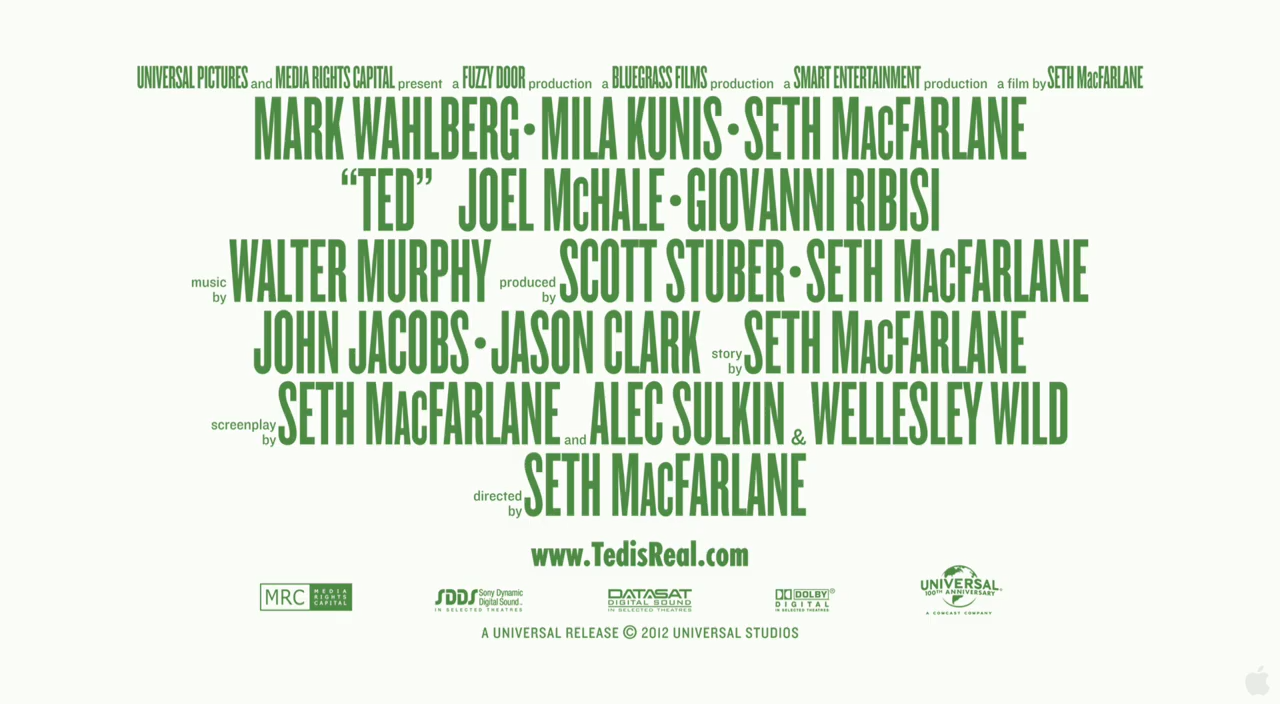 UNIVERSAL PICTURES and MEDIA RIGHTS CAPITAL present a FUZZY DOOR production a BLUEGRASS FILMS production a SMART ENTERTAINMENT production a film by SETH MacFARLANE
MARK WAHLBERG • MILA KUNIS • SETH MacFARLANE
“TED” JOEL McHALE • GIOVANNI RIBISI
music by WALTER MURPHY produced by SCOTT STUBER • SETH MacFARLANE
JOHN JACOBS • JASON CLARK story by SETH MacFARLANE
screenplay by SETH MacFARLANE and ALEC SULKIN & WELLESLEY WILD
directed by SETH MacFARLANE
www.TedisReal.com
MRC MEDIA RIGHTS CAPITAL
SDDS Sony Dynamic Digital Sound. IN SELECTED THEATRES
DATASAT DIGITAL SOUND IN SELECTED THEATRES
DOLBY® DIGITAL IN SELECTED THEATRES
UNIVERSAL 100TH ANNIVERSARY A COMCAST COMPANY
A UNIVERSAL RELEASE © 2012 UNIVERSAL STUDIOS